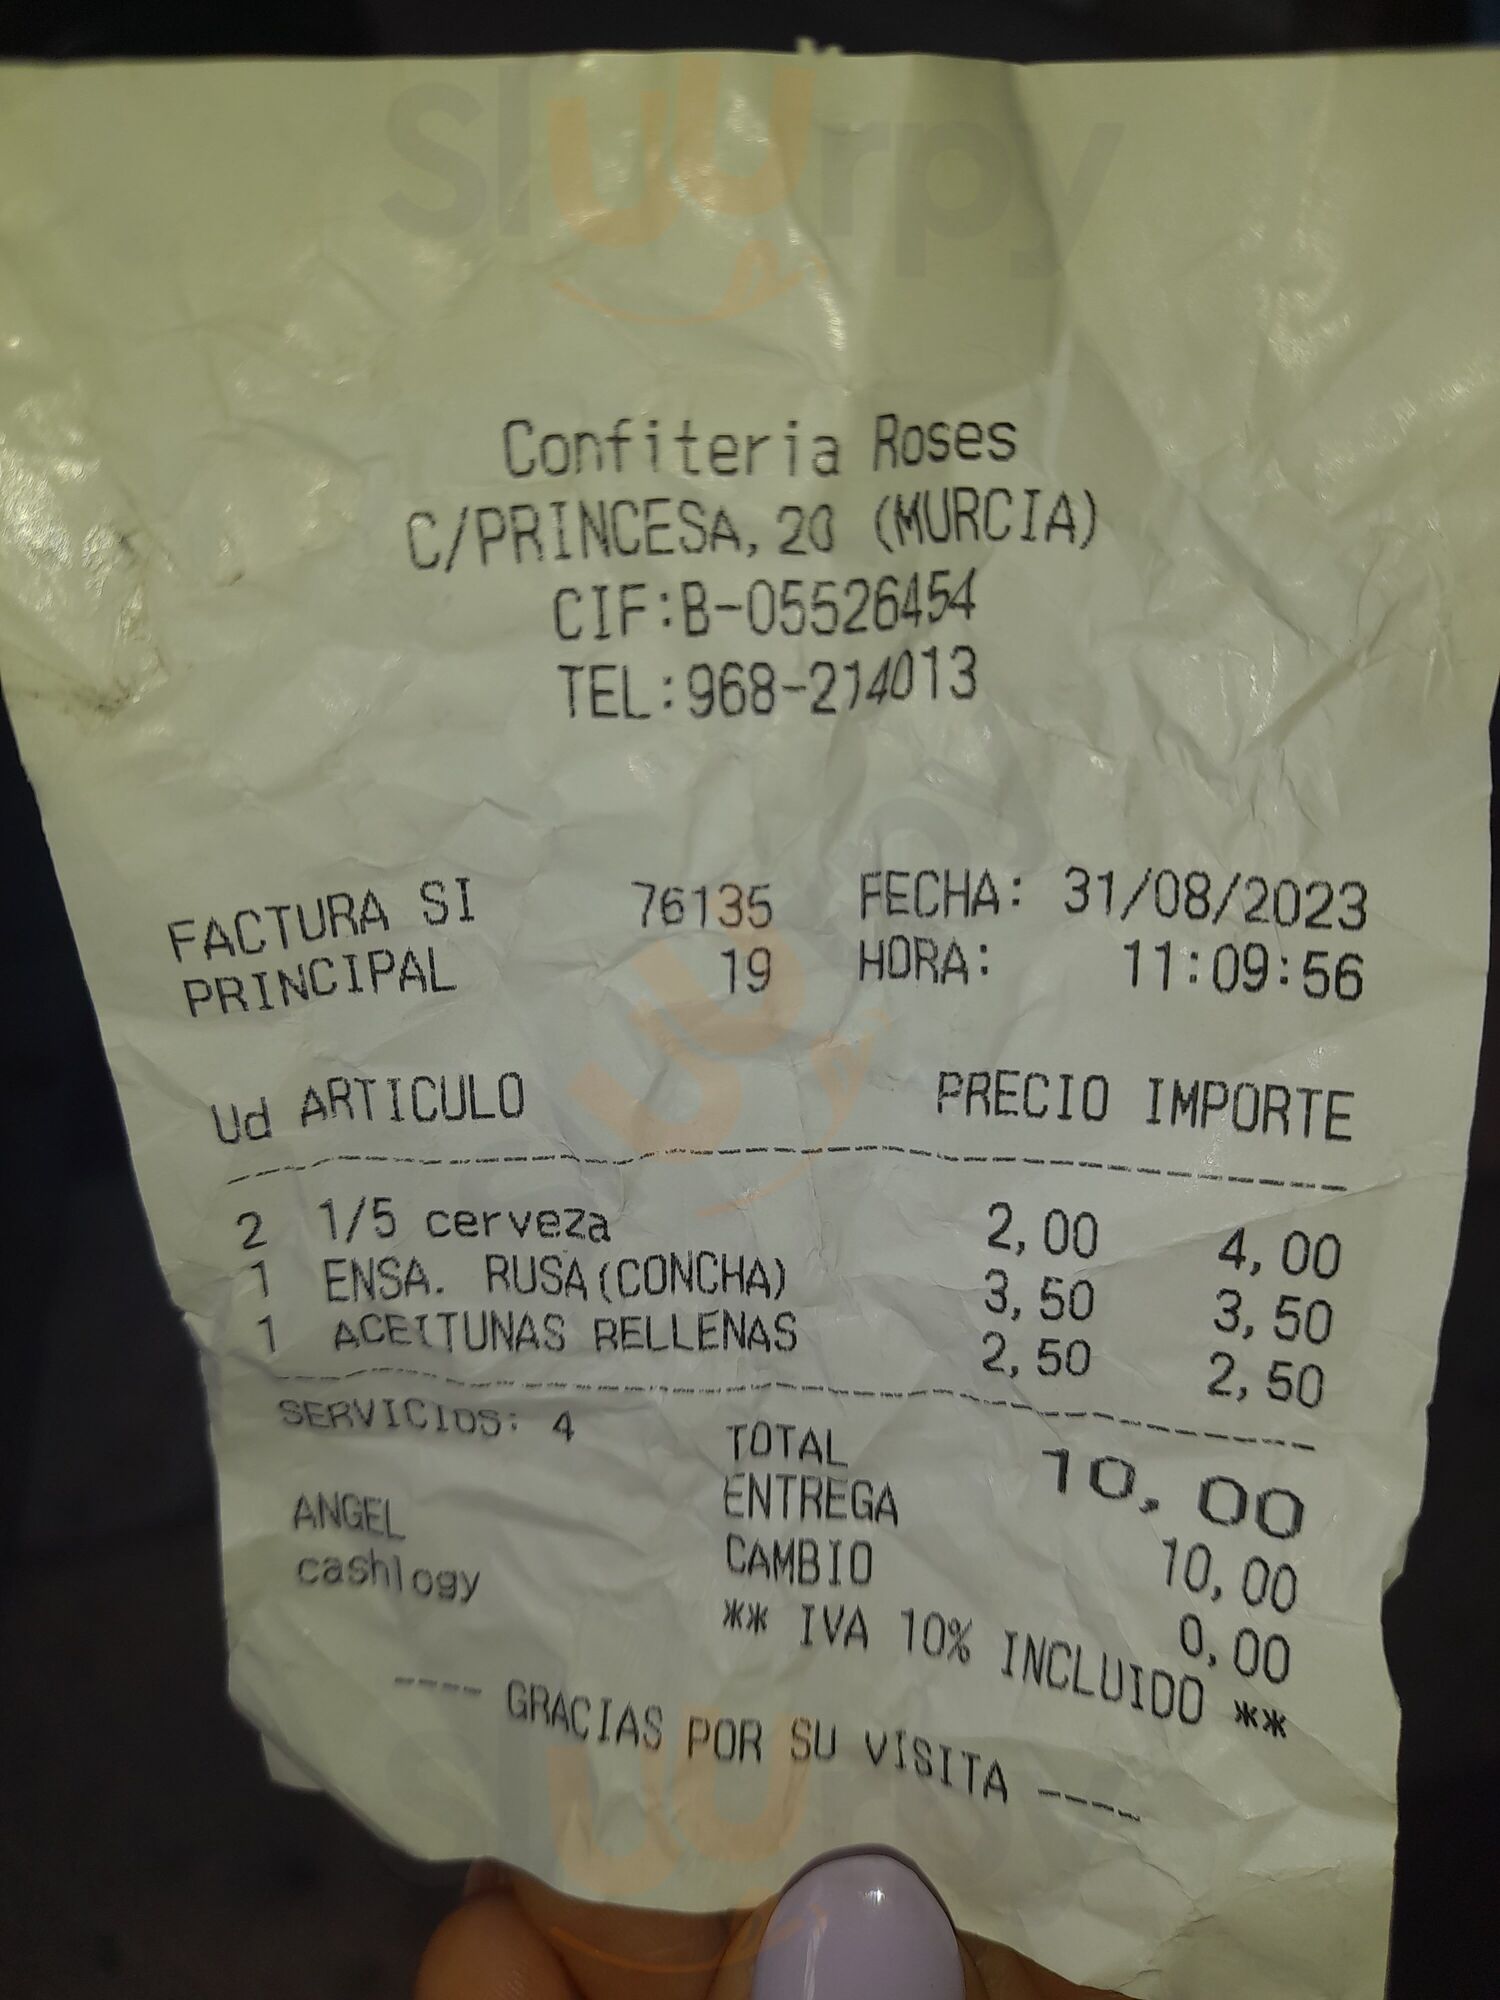 Sluurpy
Confiteria Roses
C/PRINCESA, 20 (MURCIA)
CIF:B-05526454
TEL:968-214013
Sluurpy
FACTURA SI 76135 FECHA: 31/08/2023
PRINCIPAL 19 HORA: 11:09:56
Ud ARTICULO PRECIO IMPORTE
2 1/5 cerveza 2,00 4,00
1 ENSA. RUSA(CONCHA) 3,50 3,50
1 ACEITUNAS RELLENAS 2,50 2,50
SERVICIOS: 4 TOTAL 10,00
ANGEL ENTREGA 10,00
cashlogy CAMBIO 0,00
** IVA 10% INCLUIDO **
---- GRACIAS POR SU VISITA ----
Sluurpy